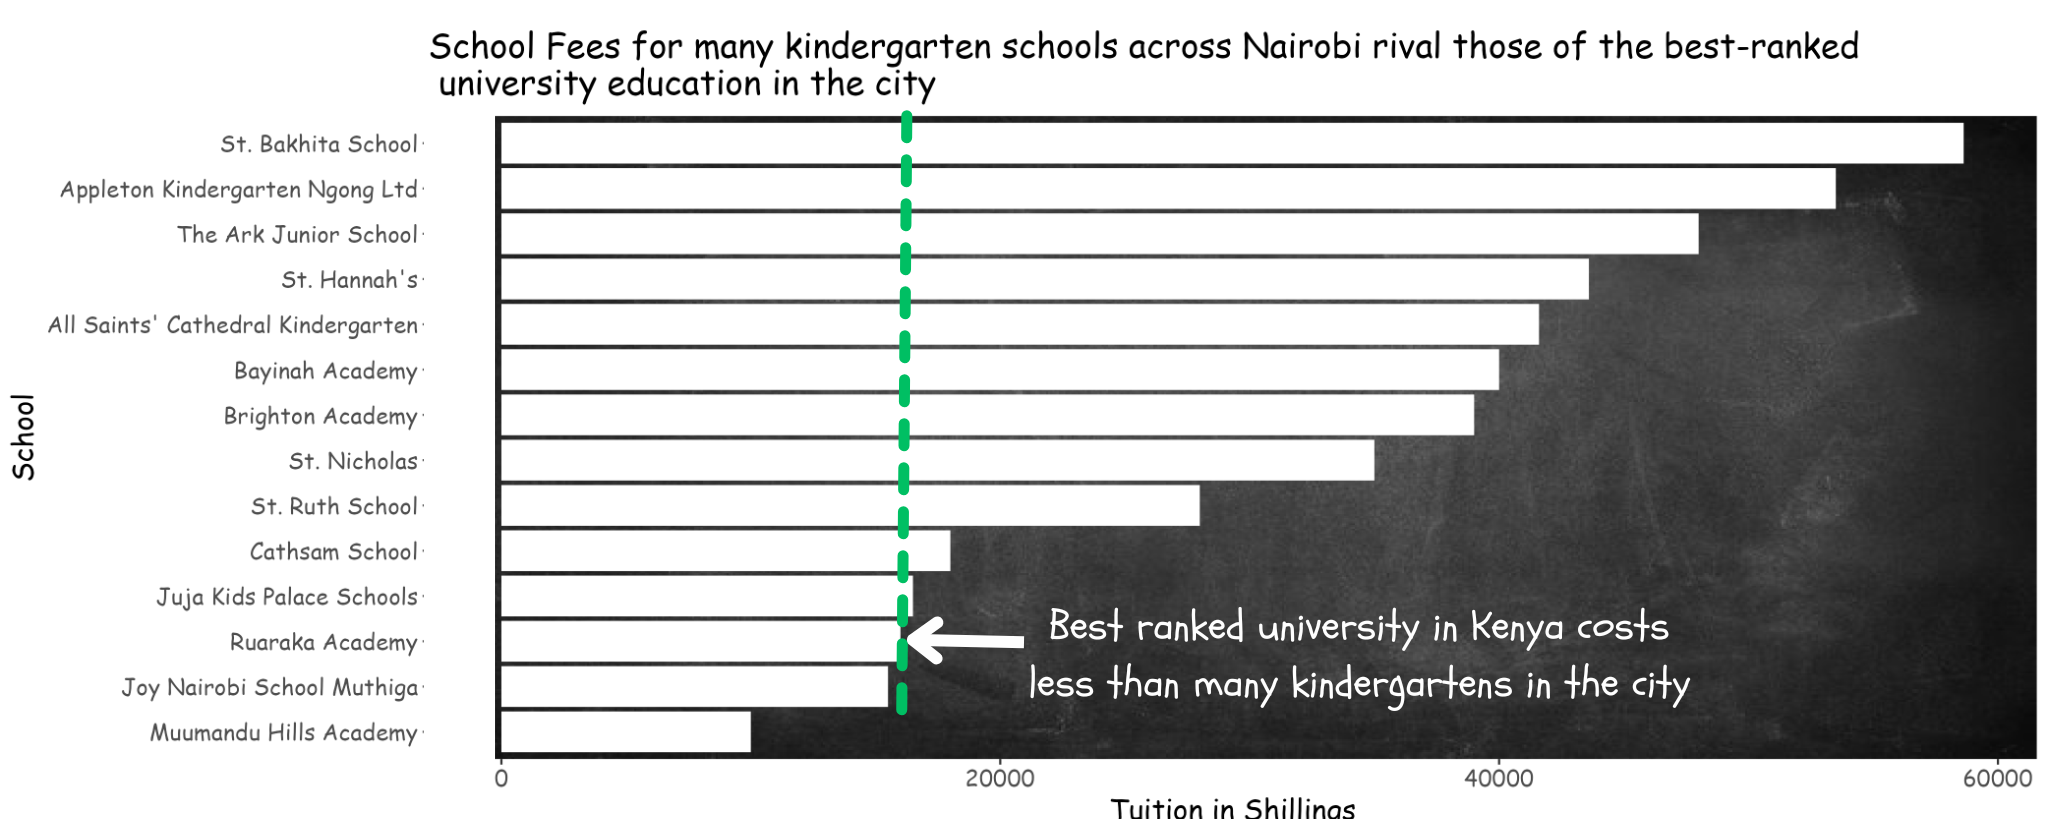 School Fees for many kindergarten schools across Nairobi rival those of the best-ranked
university education in the city
School
St. Bakhita School
Appleton Kindergarten Ngong Ltd
The Ark Junior School
St. Hannah's
All Saints' Cathedral Kindergarten
Bayinah Academy
Brighton Academy
St. Nicholas
St. Ruth School
Cathsam School
Juja Kids Palace Schools
Ruaraka Academy
Joy Nairobi School Muthiga
Muumandu Hills Academy
Best ranked university in Kenya costs
less than many kindergartens in the city
0 20000 40000 60000
Tuition in Shillings